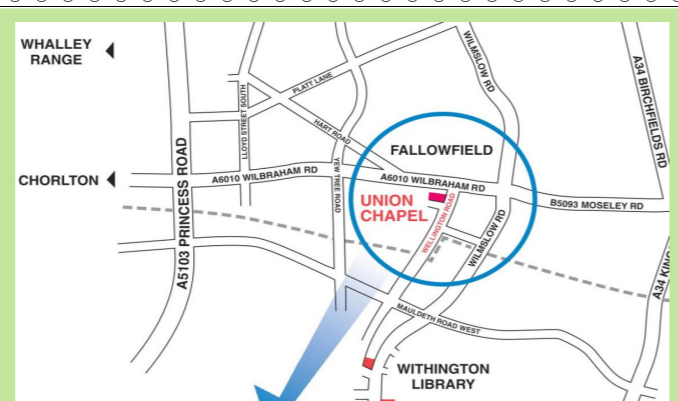 WHALLEY
RANGE
WILMSLOW RD
A34 BIRCHFIELDS RD
PLATT LANE
LLOYD STREET SOUTH
HART ROAD
FALLOWFIELD
CHORLTON
A6010 WILBRAHAM RD
YEW TREE ROAD
A6010 WILBRAHAM RD
UNION
CHAPEL
WELLINGTON ROAD
B5093 MOSELEY RD
A5103 PRINCESS ROAD
WILMSLOW RD
A34 KING
MAULDETH ROAD WEST
WITHINGTON
LIBRARY